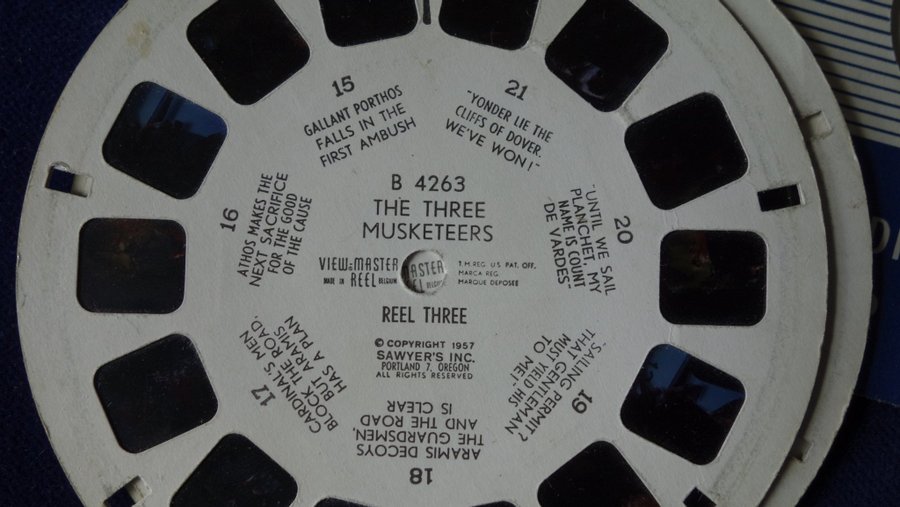 B 4263
THE THREE
MUSKETEERS
VIEW-MASTER
MADE IN REEL BELGIUM
T.M.REG. U.S. PAT. OFF.
MARCA REG.
MARQUE DEPOSEE
ASTER
REEL THREE
© COPYRIGHT 1957
SAWYER'S INC.
PORTLAND 7, OREGON
ALL RIGHTS RESERVED
15
GALLANT PORTHOS
FALLS IN THE
FIRST AMBUSH
16
ATHOS MAKES THE
NEXT SACRIFICE
FOR THE GOOD
OF THE CAUSE
17
CARDINAL'S MEN
BLOCK THE ROAD,
BUT ARAMIS
HAS A PLAN
18
ARAMIS DECOYS
THE GUARDSMEN,
AND THE ROAD
IS CLEAR
19
"SAILING PERMIT?
THAT GENTLEMAN
MUST YIELD HIS
TO ME!"
20
"UNTIL WE SAIL
PLANCHET, MY
NAME IS COUNT
DE VARDES"
21
"YONDER LIE THE
CLIFFS OF DOVER.
WE'VE WON!"